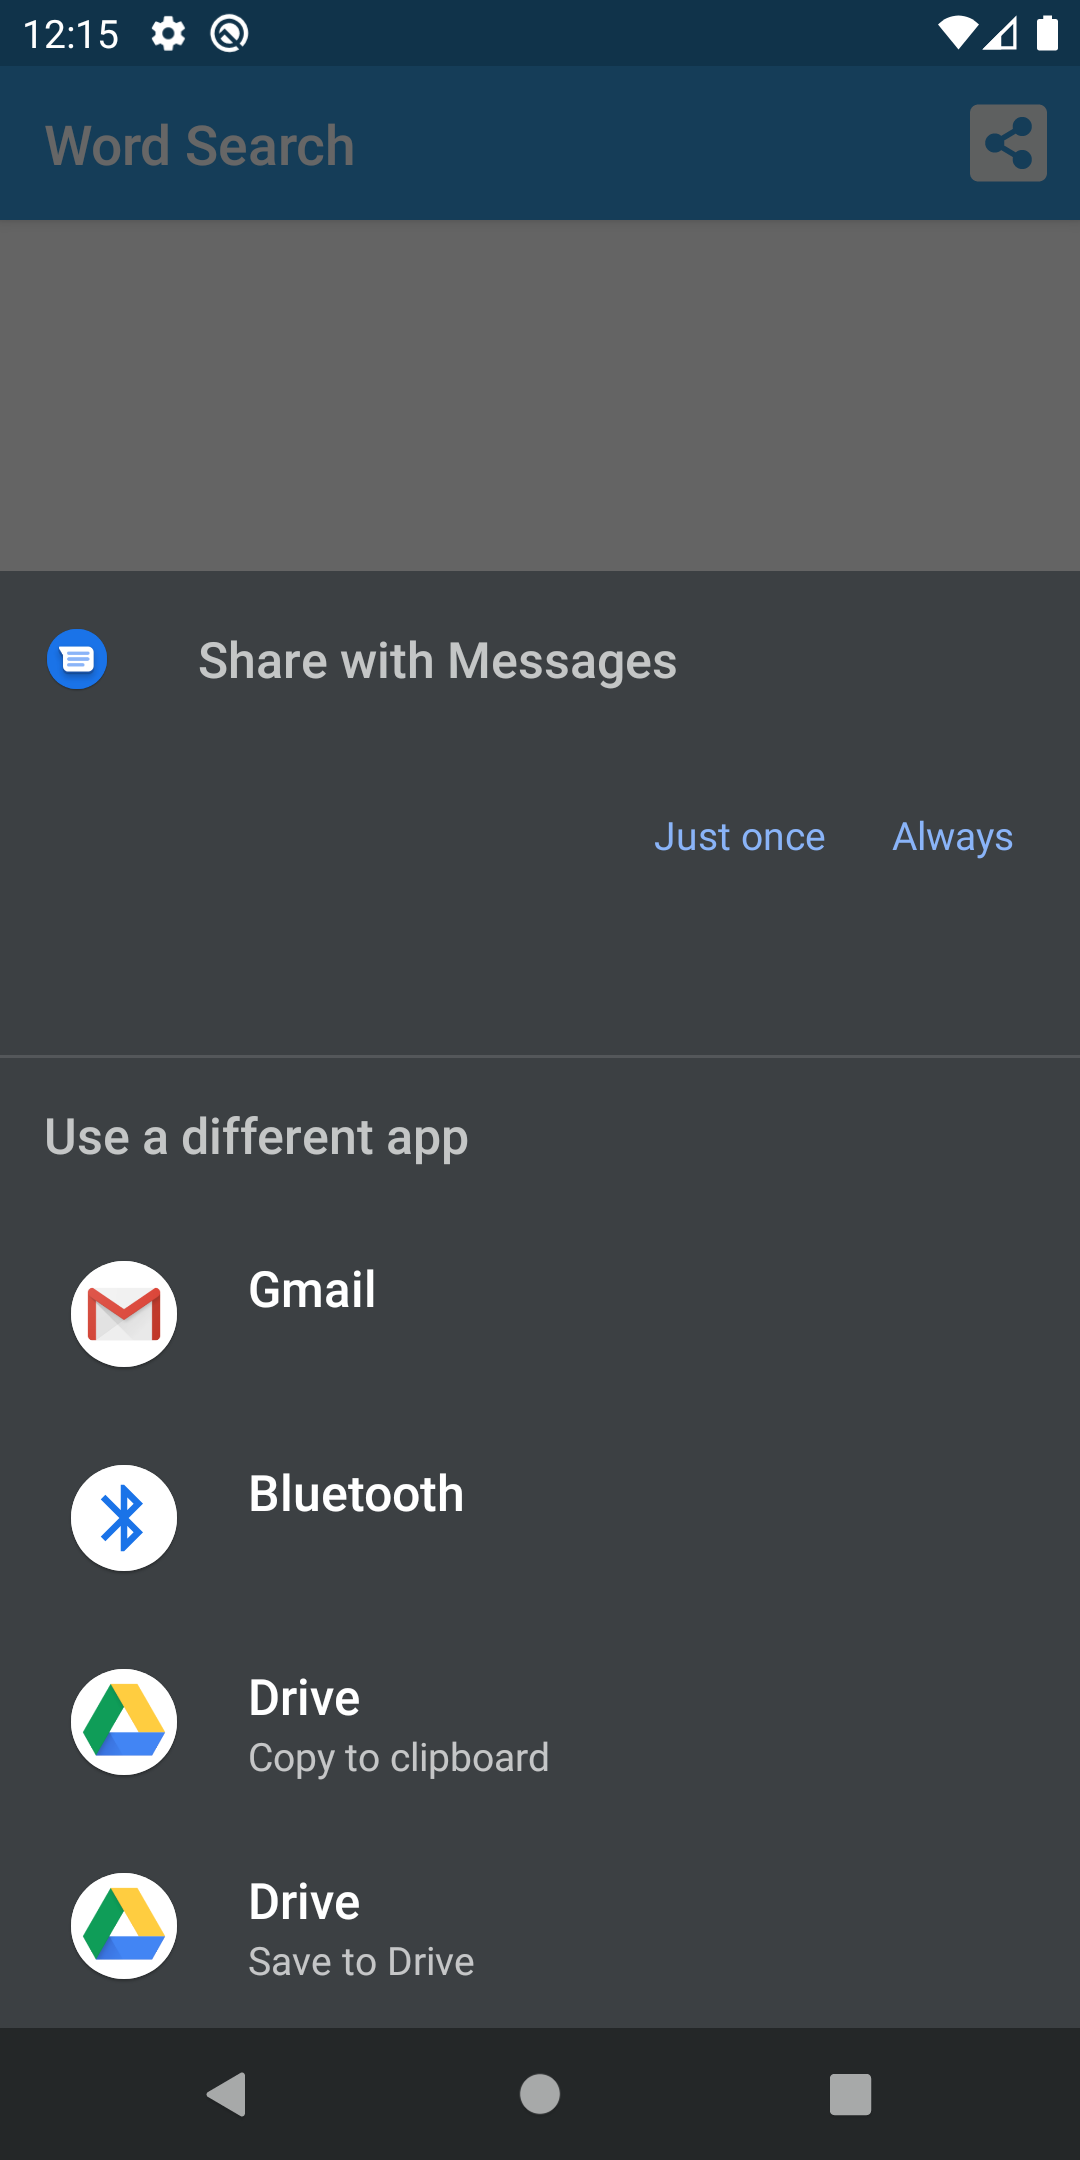 12:15
Word Search
Share with Messages
Just once Always
Use a different app
Gmail
Bluetooth
Drive
Copy to clipboard
Drive
Save to Drive